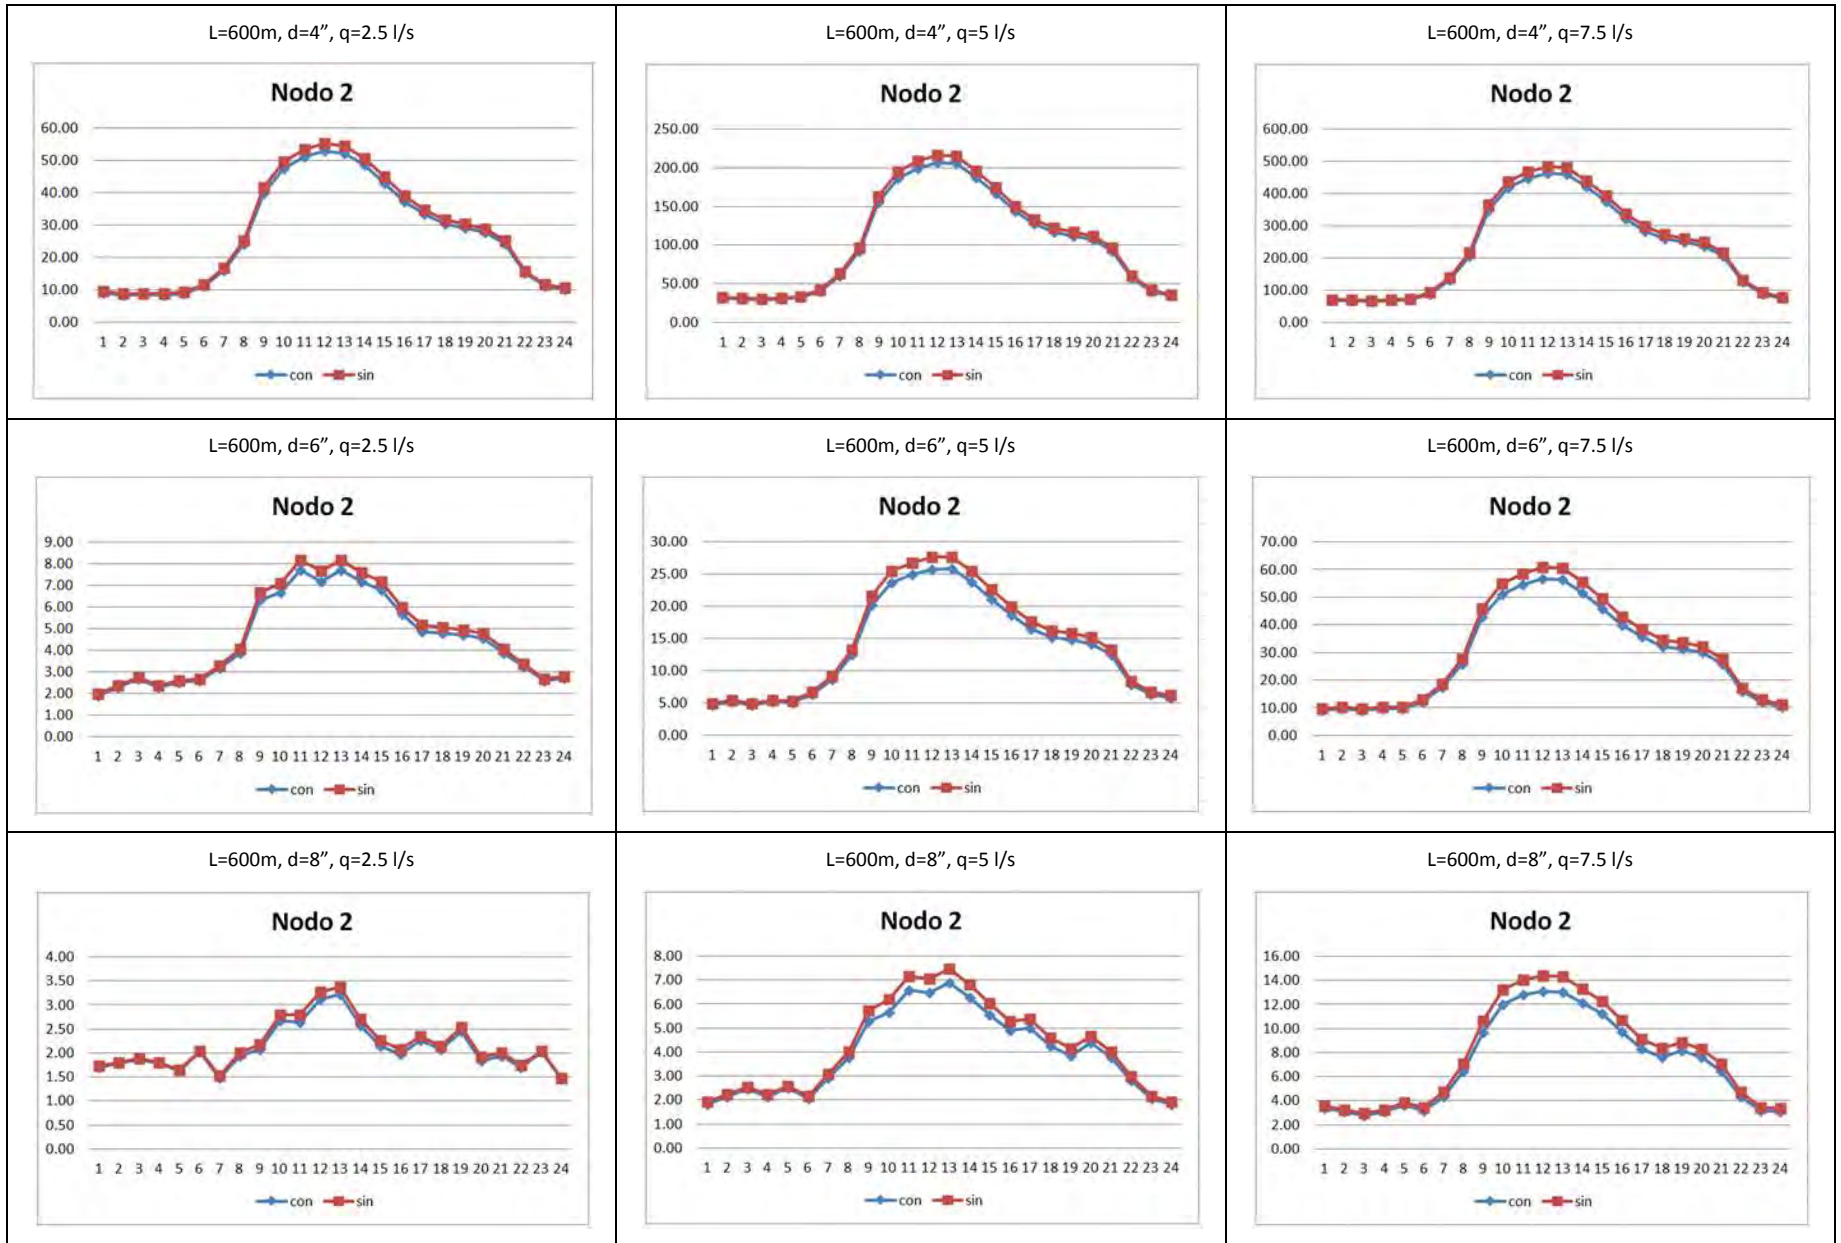 L=600m, d=4”, q=2.5 l/s
Nodo 2
60.00
50.00
40.00
30.00
20.00
10.00
0.00
1 2 3 4 5 6 7 8 9 10 11 12 13 14 15 16 17 18 19 20 21 22 23 24
con sin
L=600m, d=4”, q=5 l/s
Nodo 2
250.00
200.00
150.00
100.00
50.00
0.00
1 2 3 4 5 6 7 8 9 10 11 12 13 14 15 16 17 18 19 20 21 22 23 24
con sin
L=600m, d=4”, q=7.5 l/s
Nodo 2
600.00
500.00
400.00
300.00
200.00
100.00
0.00
1 2 3 4 5 6 7 8 9 10 11 12 13 14 15 16 17 18 19 20 21 22 23 24
con sin
L=600m, d=6”, q=2.5 l/s
Nodo 2
9.00
8.00
7.00
6.00
5.00
4.00
3.00
2.00
1.00
0.00
1 2 3 4 5 6 7 8 9 10 11 12 13 14 15 16 17 18 19 20 21 22 23 24
con sin
L=600m, d=6”, q=5 l/s
Nodo 2
30.00
25.00
20.00
15.00
10.00
5.00
0.00
1 2 3 4 5 6 7 8 9 10 11 12 13 14 15 16 17 18 19 20 21 22 23 24
con sin
L=600m, d=6”, q=7.5 l/s
Nodo 2
70.00
60.00
50.00
40.00
30.00
20.00
10.00
0.00
1 2 3 4 5 6 7 8 9 10 11 12 13 14 15 16 17 18 19 20 21 22 23 24
con sin
L=600m, d=8”, q=2.5 l/s
Nodo 2
4.00
3.50
3.00
2.50
2.00
1.50
1.00
0.50
0.00
1 2 3 4 5 6 7 8 9 10 11 12 13 14 15 16 17 18 19 20 21 22 23 24
con sin
L=600m, d=8”, q=5 l/s
Nodo 2
8.00
7.00
6.00
5.00
4.00
3.00
2.00
1.00
0.00
1 2 3 4 5 6 7 8 9 10 11 12 13 14 15 16 17 18 19 20 21 22 23 24
con sin
L=600m, d=8”, q=7.5 l/s
Nodo 2
16.00
14.00
12.00
10.00
8.00
6.00
4.00
2.00
0.00
1 2 3 4 5 6 7 8 9 10 11 12 13 14 15 16 17 18 19 20 21 22 23 24
con sin